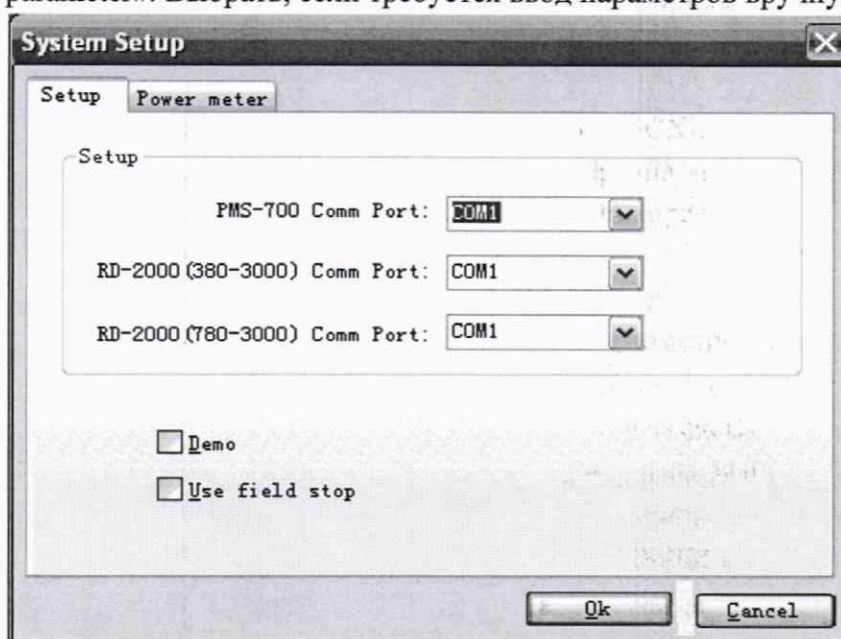 System Setup
Setup
Power meter
Setup
PMS-700 Comm Port: COM1
RD-2000(380-3000) Comm Port: COM1
RD-2000(780-3000) Comm Port: COM1
Demo
Use field stop
Ok
Cancel